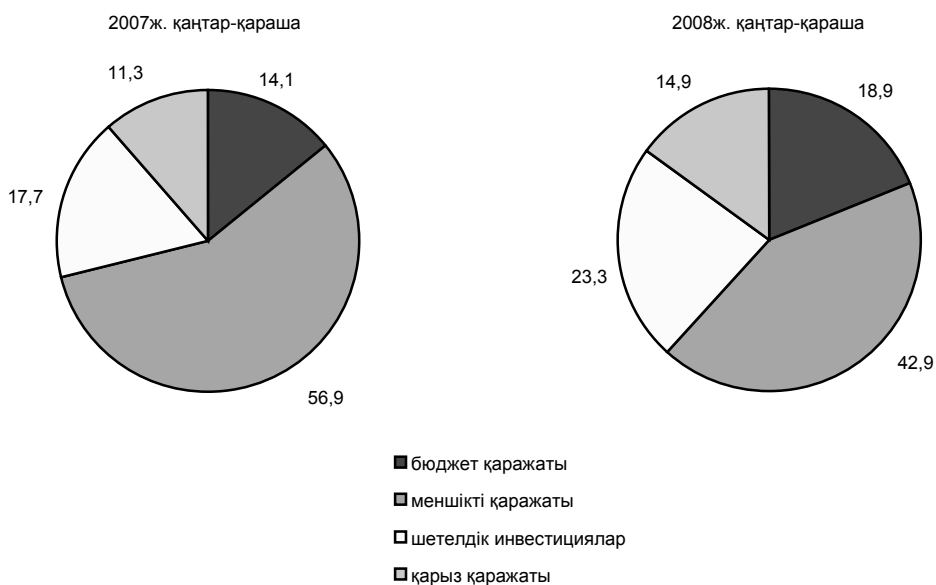 2007ж. қаңтар-қараша
2008ж. қаңтар-қараша
11,3
14,1
17,7
56,9
14,9
18,9
23,3
42,9
бюджет қаражаты
меншікті қаражаты
шетелдік инвестициялар
қарыз қаражаты